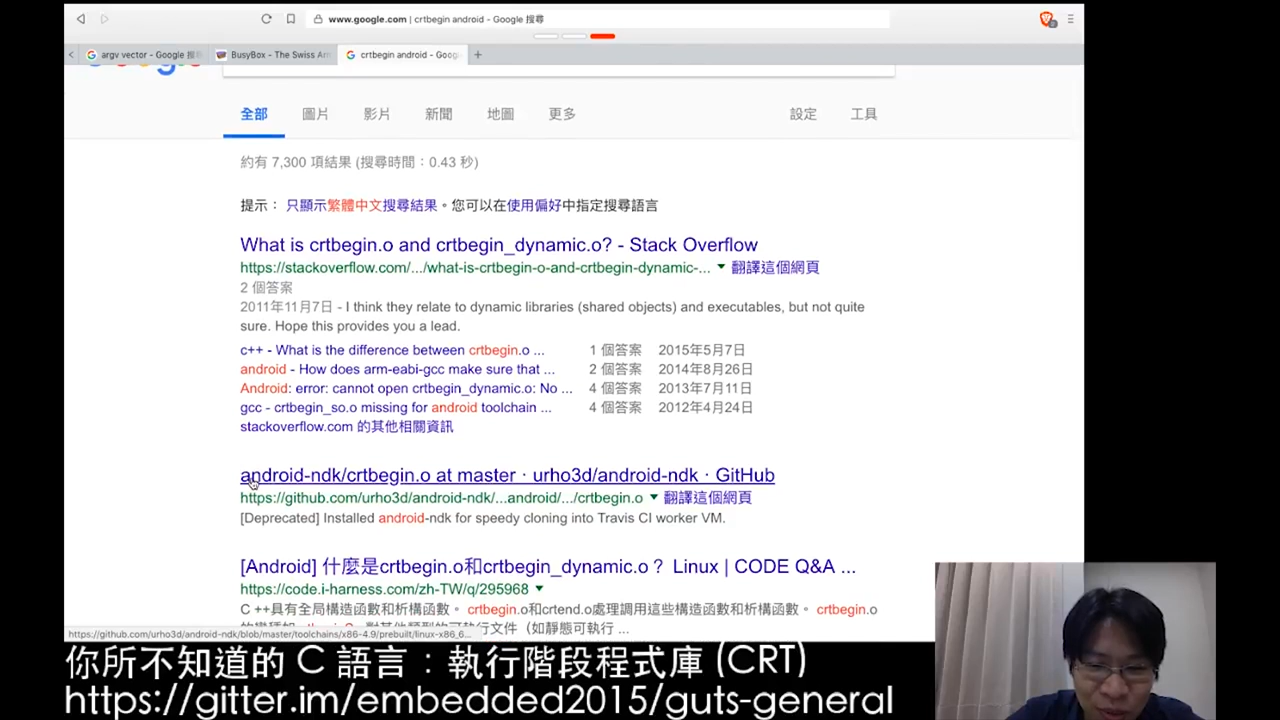 www.google.com | crtbegin android - Google 搜尋
argv vector - Google 搜
BusyBox - The Swiss Arm
crtbegin android - Goog
全部 圖片 影片 新聞 地圖 更多 設定 工具
約有 7,300 項結果 (搜尋時間：0.43 秒)
提示： 只顯示繁體中文搜尋結果。您可以在使用偏好中指定搜尋語言
What is crtbegin.o and crtbegin_dynamic.o? - Stack Overflow
https://stackoverflow.com/.../what-is-crtbegin-o-and-crtbegin-dynamic-... 翻譯這個網頁
2 個答案
2011年11月7日 - I think they relate to dynamic libraries (shared objects) and executables, but not quite
sure. Hope this provides you a lead.
c++ - What is the difference between crtbegin.o ... 1 個答案 2015年5月7日
android - How does arm-eabi-gcc make sure that ... 2 個答案 2014年8月26日
Android: error: cannot open crtbegin_dynamic.o: No ... 4 個答案 2013年7月11日
gcc - crtbegin_so.o missing for android toolchain ... 4 個答案 2012年4月24日
stackoverflow.com 的其他相關資訊
android-ndk/crtbegin.o at master · urho3d/android-ndk · GitHub
https://github.com/urho3d/android-ndk/...android/.../crtbegin.o 翻譯這個網頁
[Deprecated] Installed android-ndk for speedy cloning into Travis CI worker VM.
[Android] 什麼是crtbegin.o和crtbegin_dynamic.o？ Linux | CODE Q&A ...
https://code.i-harness.com/zh-TW/q/295968
C ++具有全局構造函數和析構函數。 crtbegin.o和crtend.o處理調用這些構造函數和析構函數。 crtbegin.o
https://github.com/urho3d/android-ndk/blob/master/toolchains/x86-4.9/prebuilt/linux-x86_6...
你所不知道的 C 語言：執行階段程式庫 (CRT)
https://gitter.im/embedded2015/guts-general